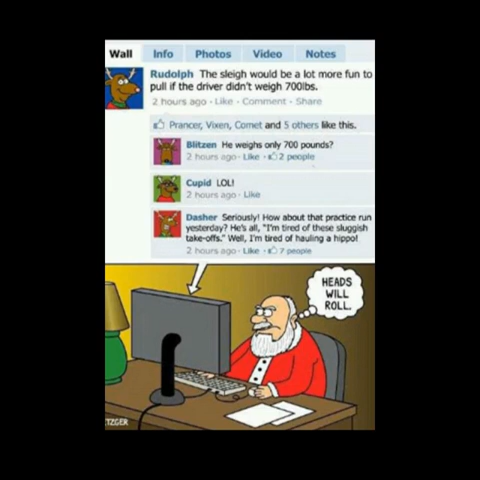 Wall Info Photos Video Notes
Rudolph The sleigh would be a lot more fun to
pull if the driver didn't weigh 700lbs.
2 hours ago · Like · Comment · Share
Prancer, Vixen, Comet and 5 others like this.
Blitzen He weighs only 700 pounds?
2 hours ago · Like · 2 people
Cupid LOL!
2 hours ago · Like
Dasher Seriously! How about that practice run
yesterday? He's all, "I'm tired of these sluggish
take-offs." Well, I'm tired of hauling a hippo!
2 hours ago · Like · 7 people
HEADS
WILL
ROLL.
TZGER